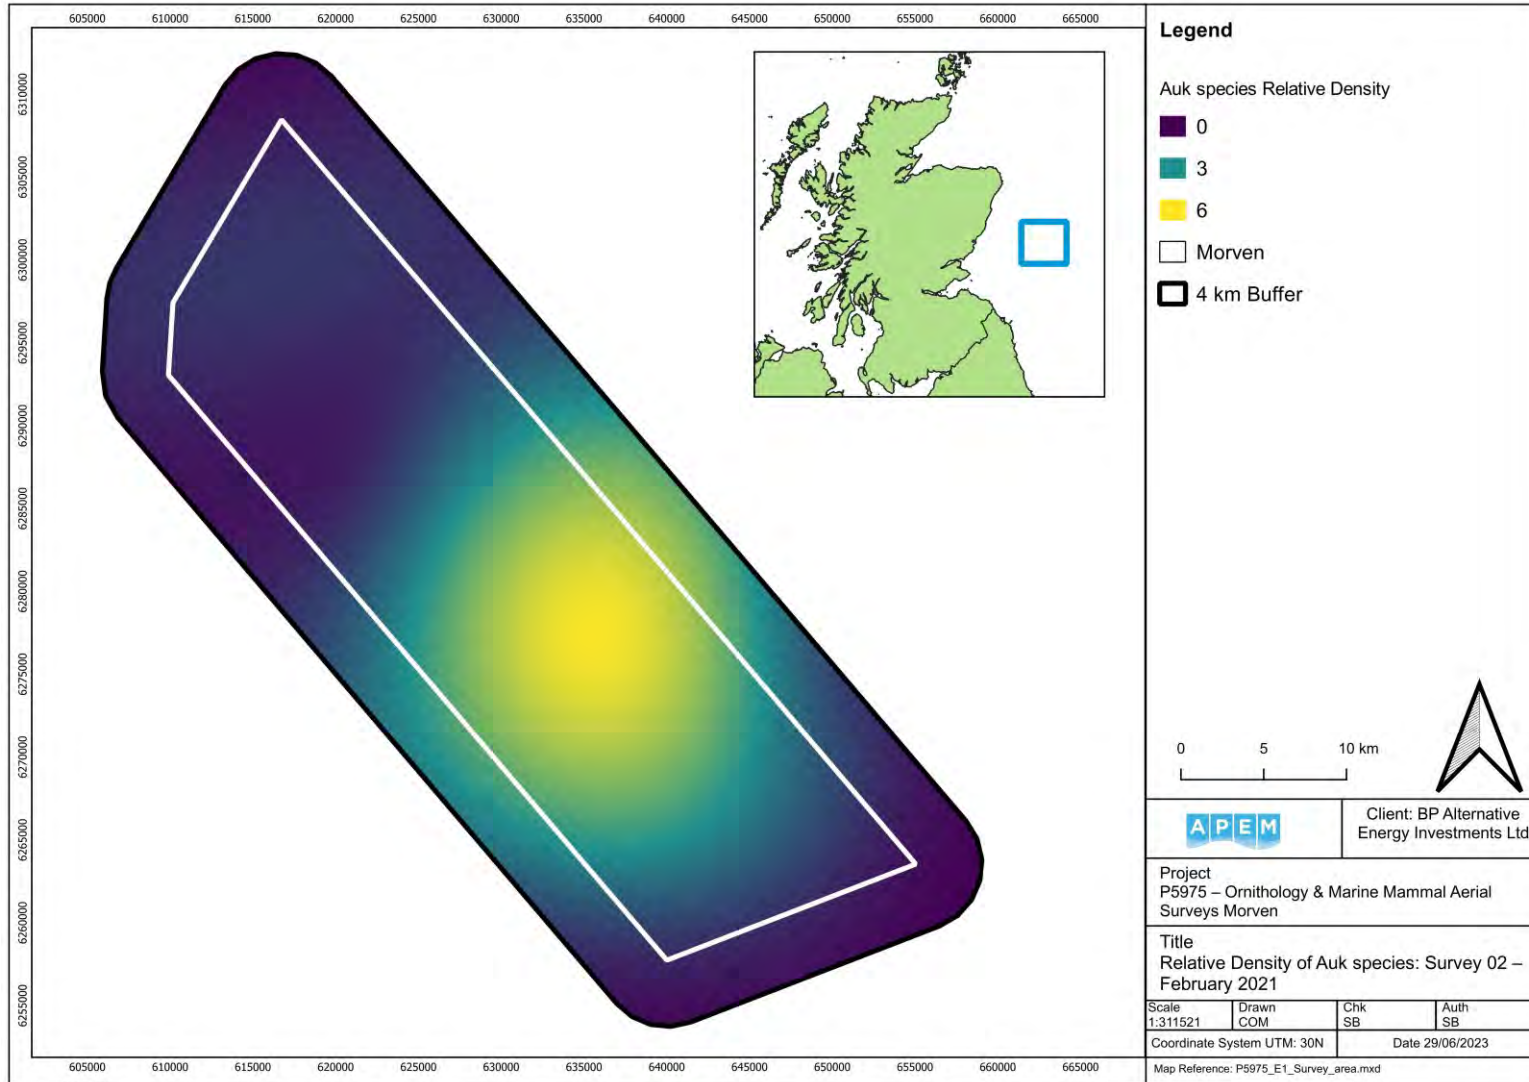 605000 610000 615000 620000 625000 630000 635000 640000 645000 650000 655000 660000 665000
6310000
6305000
6300000
6295000
6290000
6285000
6280000
6275000
6270000
6265000
6260000
6255000
605000 610000 615000 620000 625000 630000 635000 640000 645000 650000 655000 660000 665000
Legend
Auk species Relative Density
0
3
6
Morven
4 km Buffer
0 5 10 km
APEM
Client: BP Alternative
Energy Investments Ltd
Project
P5975 – Ornithology & Marine Mammal Aerial
Surveys Morven
Title
Relative Density of Auk species: Survey 02 –
February 2021
Scale Drawn Chk Auth
1:311521 COM SB SB
Coordinate System UTM: 30N Date 29/06/2023
Map Reference: P5975_E1_Survey_area.mxd